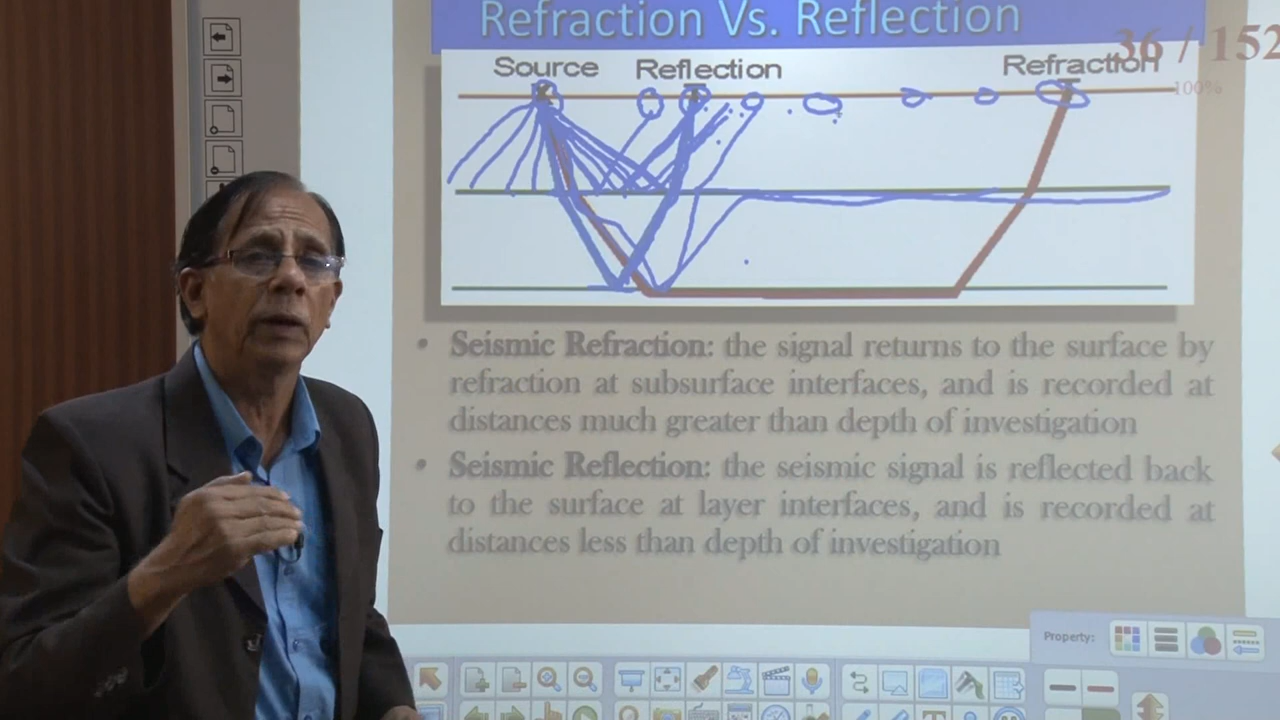 Refraction Vs. Reflection
36 / 152
Source Reflection Refraction
100%
• Seismic Refraction: the signal returns to the surface by
refraction at subsurface interfaces, and is recorded at
distances much greater than depth of investigation
• Seismic Reflection: the seismic signal is reflected back
to the surface at layer interfaces, and is recorded at
distances less than depth of investigation
Property: